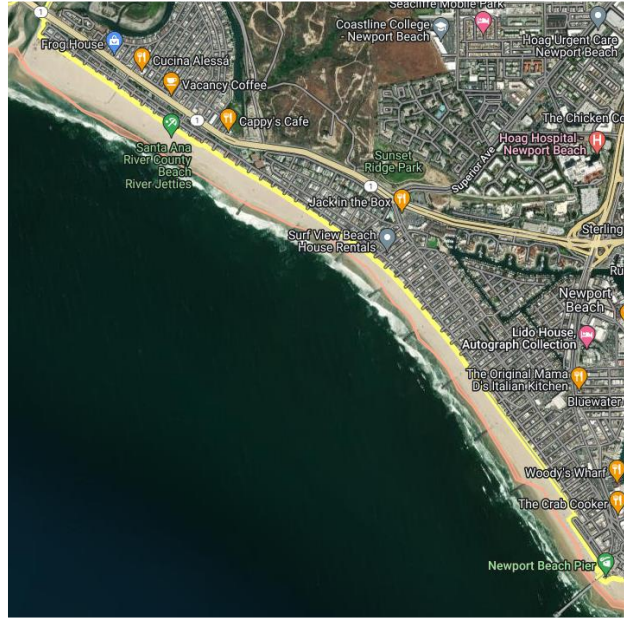 Seacliffe Mobile Park
1
Coastline College
- Newport Beach
Hoag Urgent Care
Newport Beach
Frog House
Cucina Alessa
Vacancy Coffee
Cappy's Cafe
1
The Chicken Co
Hoag Hospital -
Newport Beach
Santa Ana
River County
Beach
River Jetties
Sunset
Ridge Park
Superior Ave
1
Jack in the Box
Surf View Beach
House Rentals
Sterling
Ru
Newport
Beach
Lido House,
Autograph Collection
The Original Mama
D's Italian Kitchen
Bluewater
Woody's Wharf
The Crab Cooker
Newport Beach Pier
H